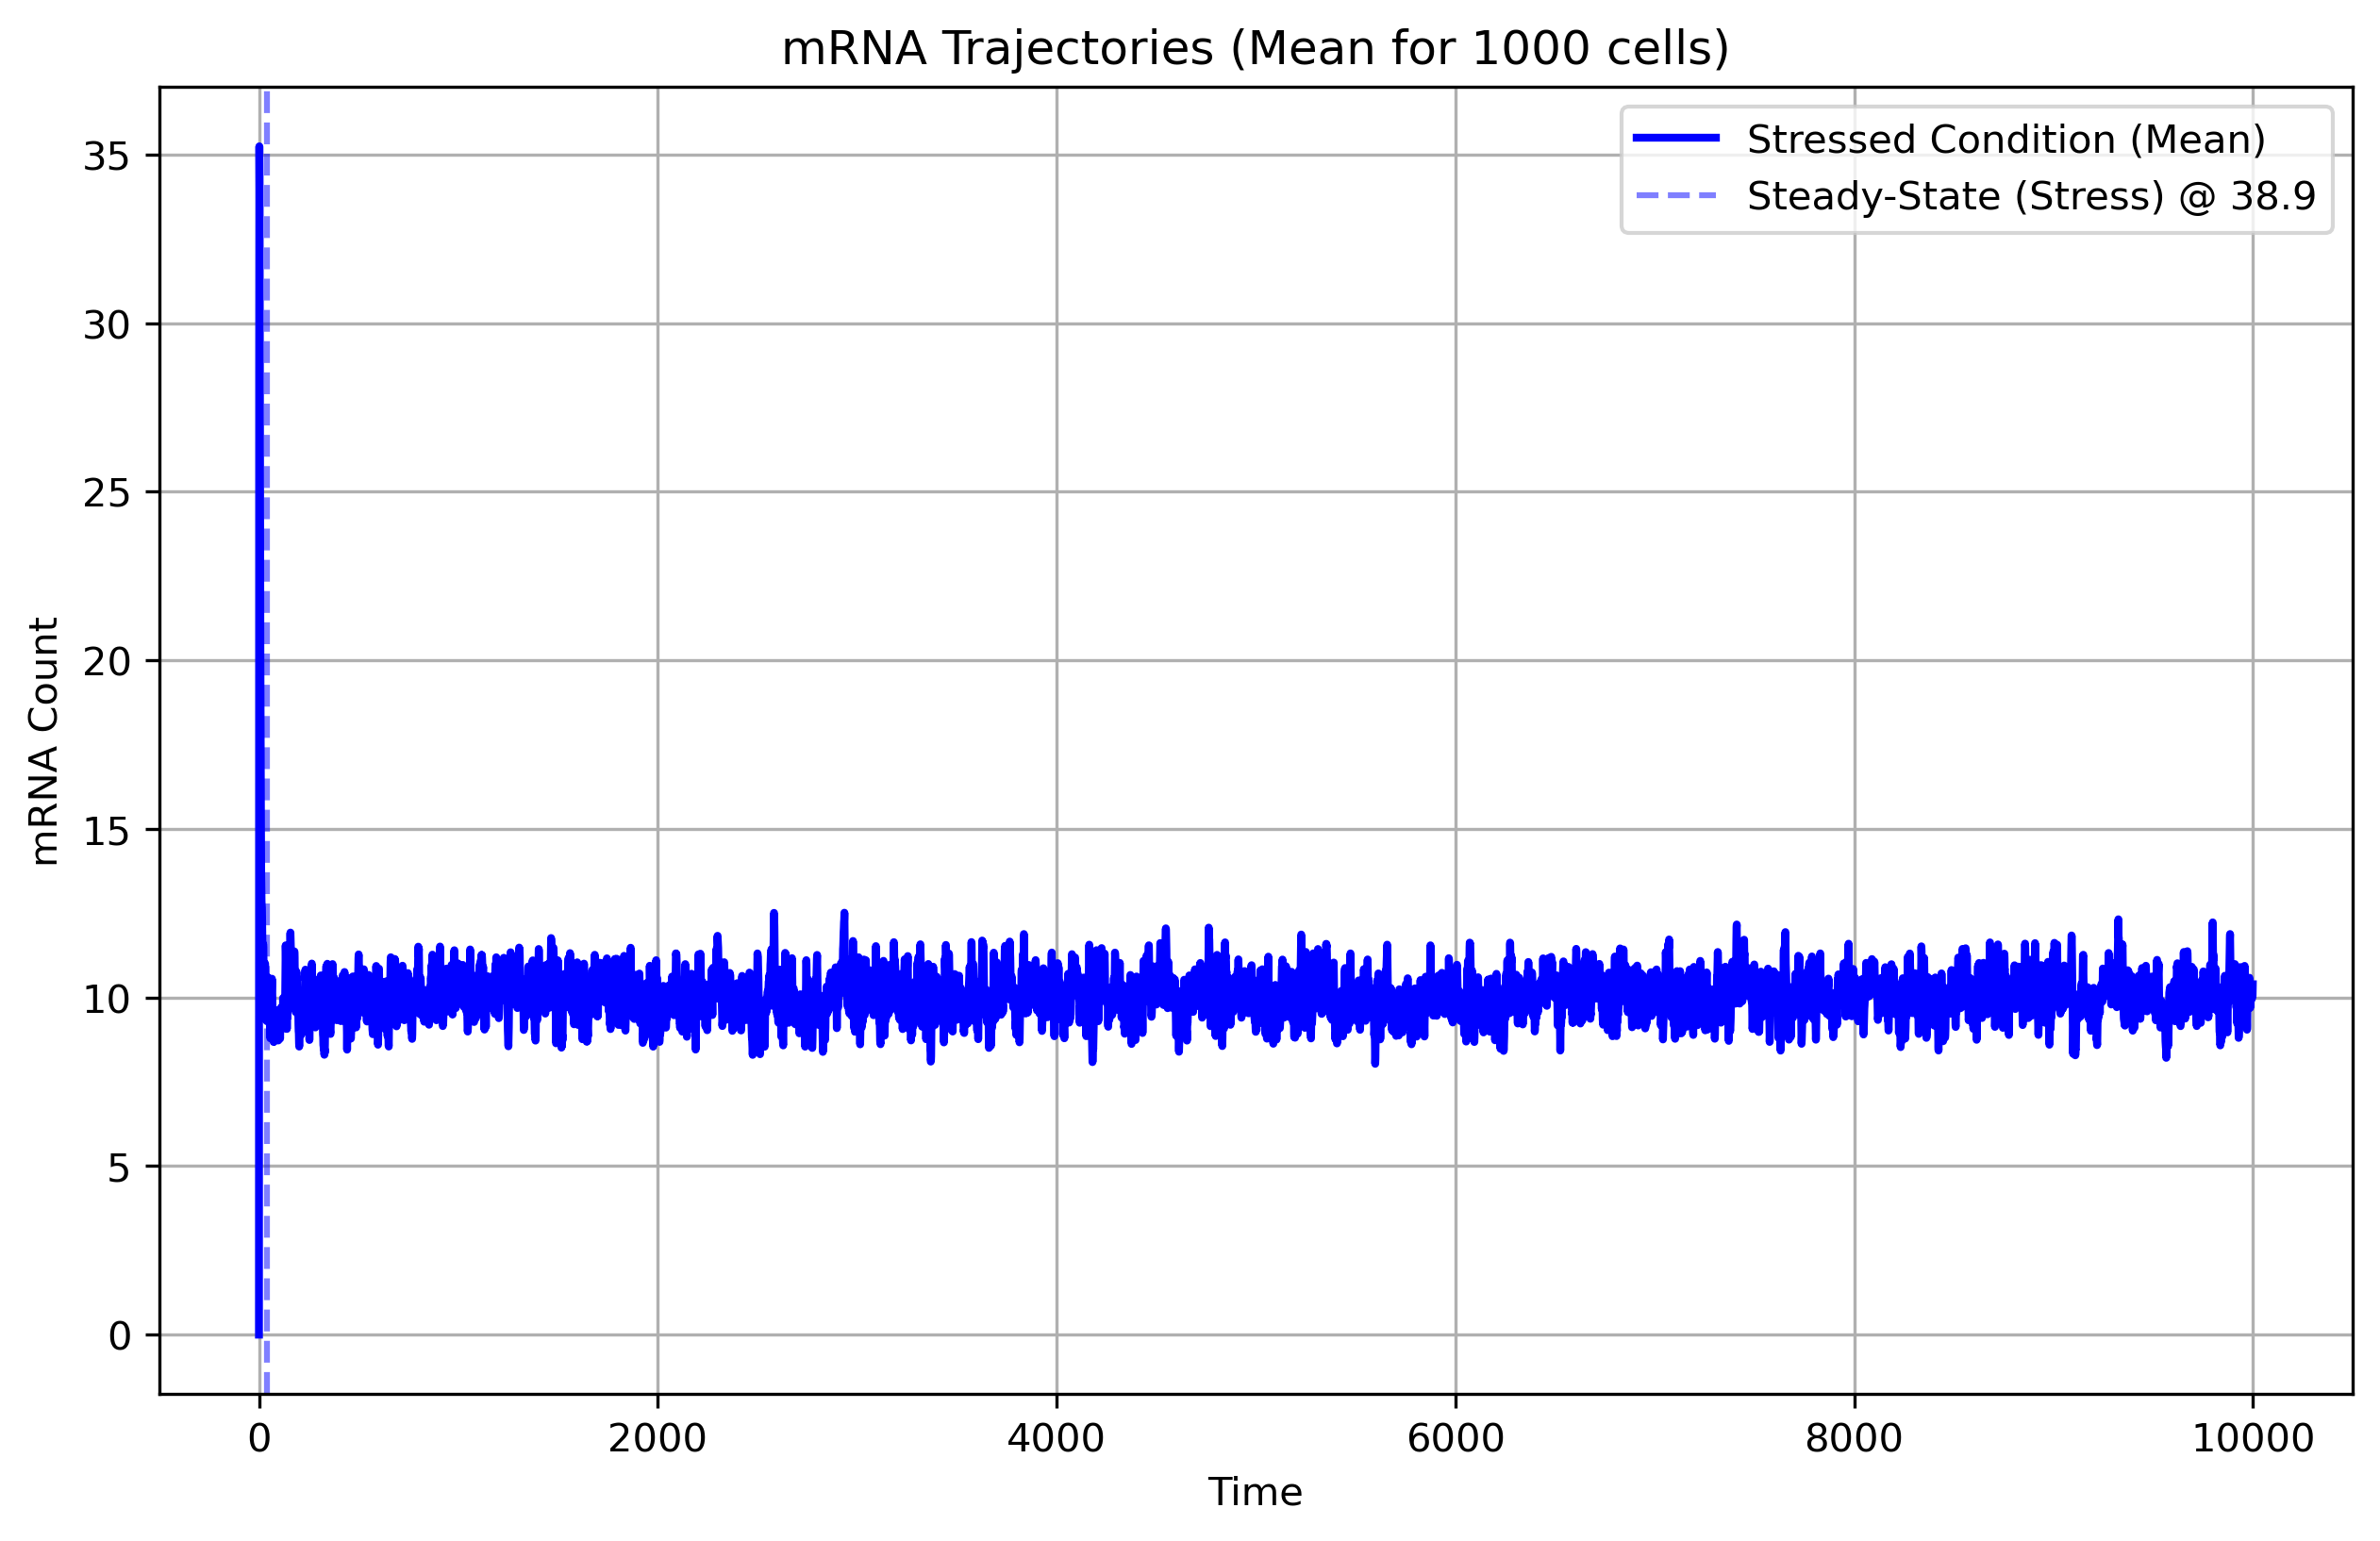 mRNA Trajectories (Mean for 1000 cells)
Stressed Condition (Mean)
Steady-State (Stress) @ 38.9
mRNA Count
35
30
25
20
15
10
5
0
0 2000 4000 6000 8000 10000
Time